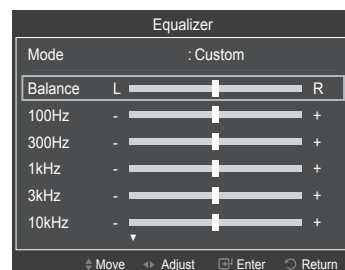 Equalizer
Mode : Custom
Balance L R
100Hz - +
300Hz - +
1kHz - +
3kHz - +
10kHz - +
Move Adjust Enter Return